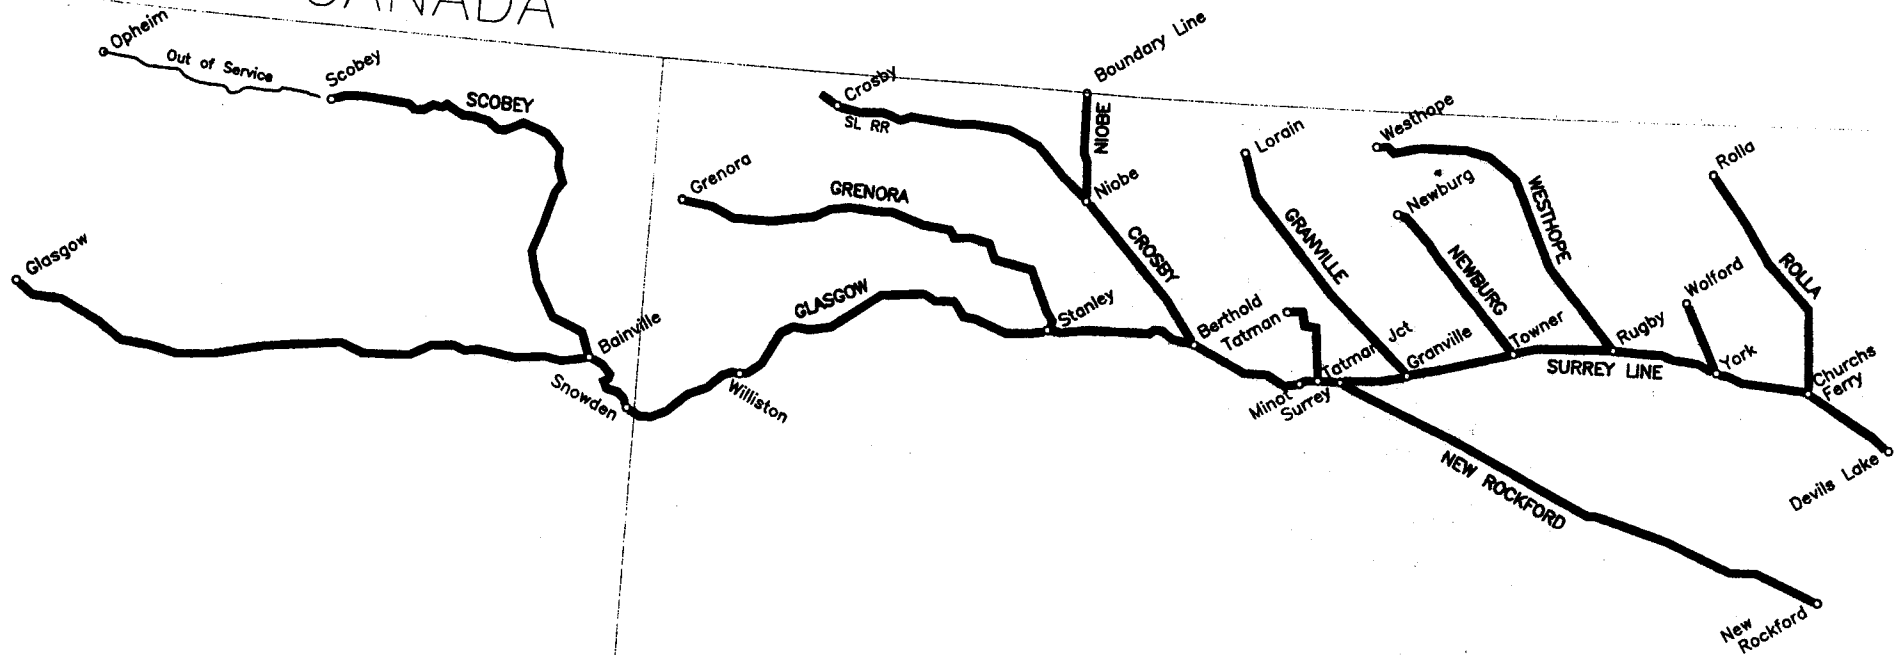 CANADA
Opheim
Out of Service
Scobey
SCOBEY
Crosby
SL RR
Boundary Line
NIOBE
Niobe
Lorain
Westhope
Newburg
Rolla
Grenora
GRENORA
CROSBY
GRANVILLE
NEWBURG
WESTHOPE
ROLLA
Wolford
Glasgow
GLASGOW
Bainville
Snowden
Williston
Stanley
Berthold
Tatman
Tatman Jct
Minot
Surrey
Granville
Towner
Rugby
SURREY LINE
York
Churchs
Ferry
Devils Lake
NEW ROCKFORD
New
Rockford